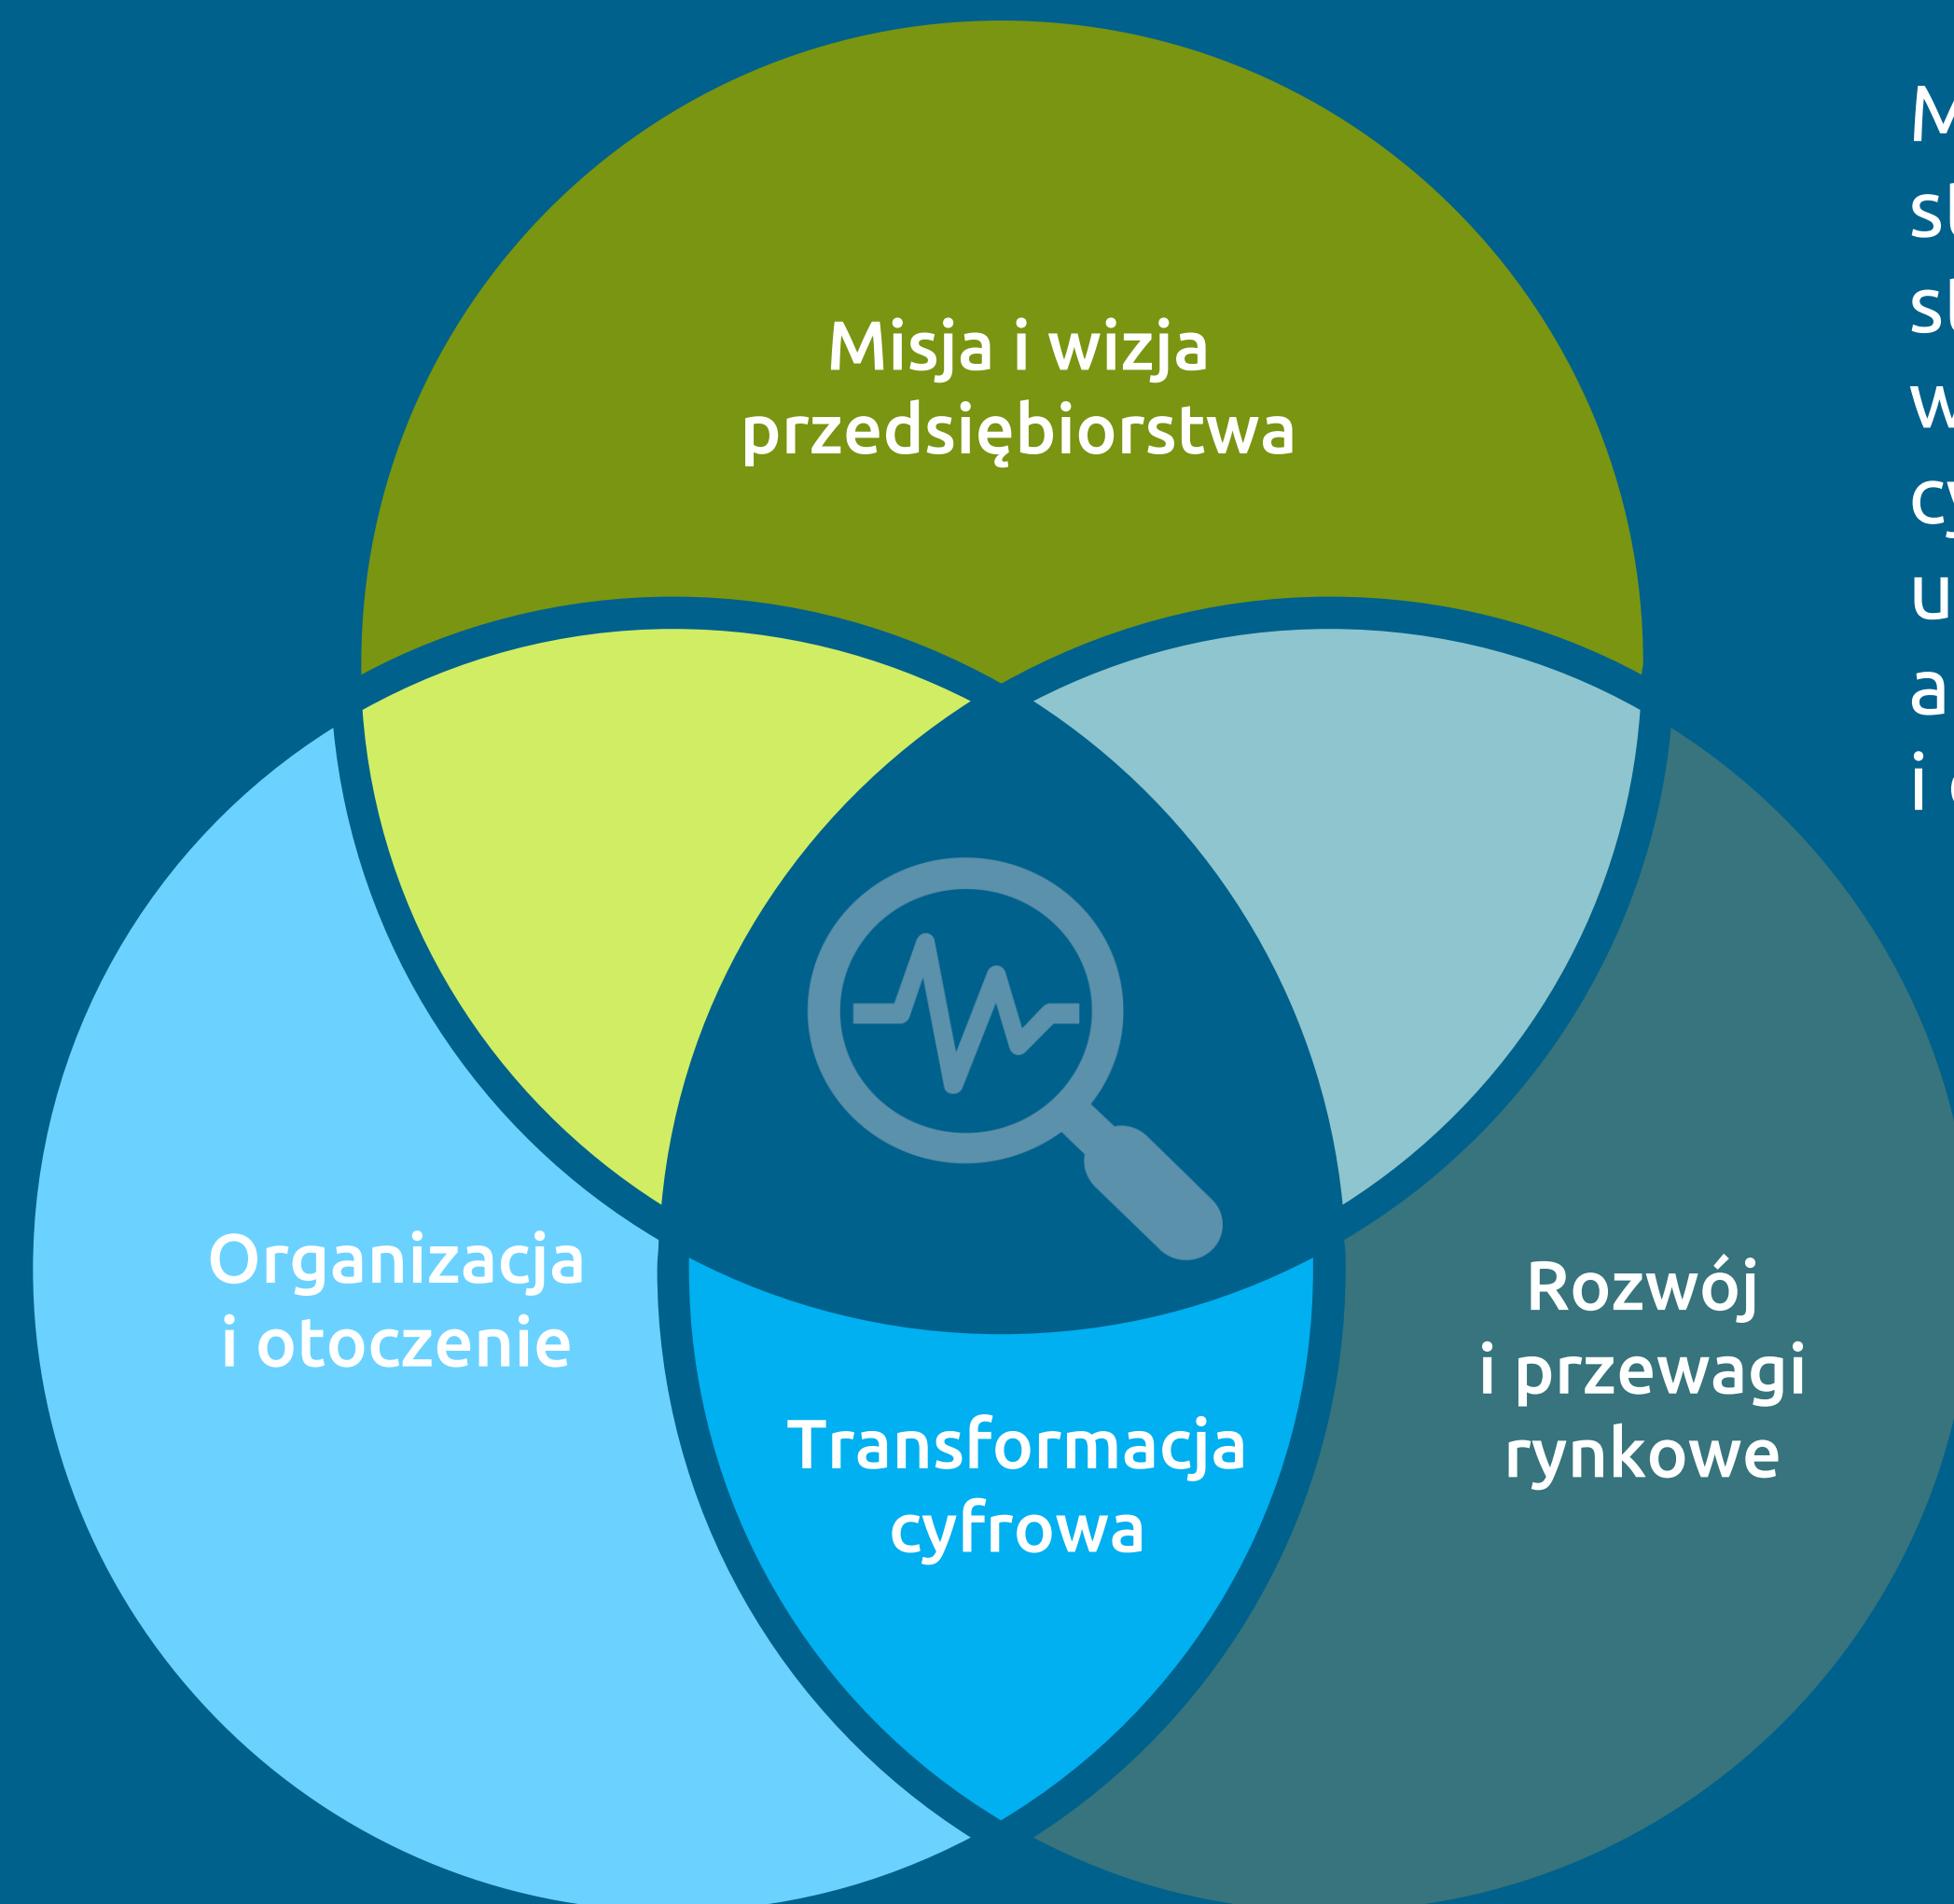 Misja i wizja
przedsiębiorstwa
Organizacja
i otoczenie
Transformacja
cyfrowa
Rozwój
i przewagi
rynkowe